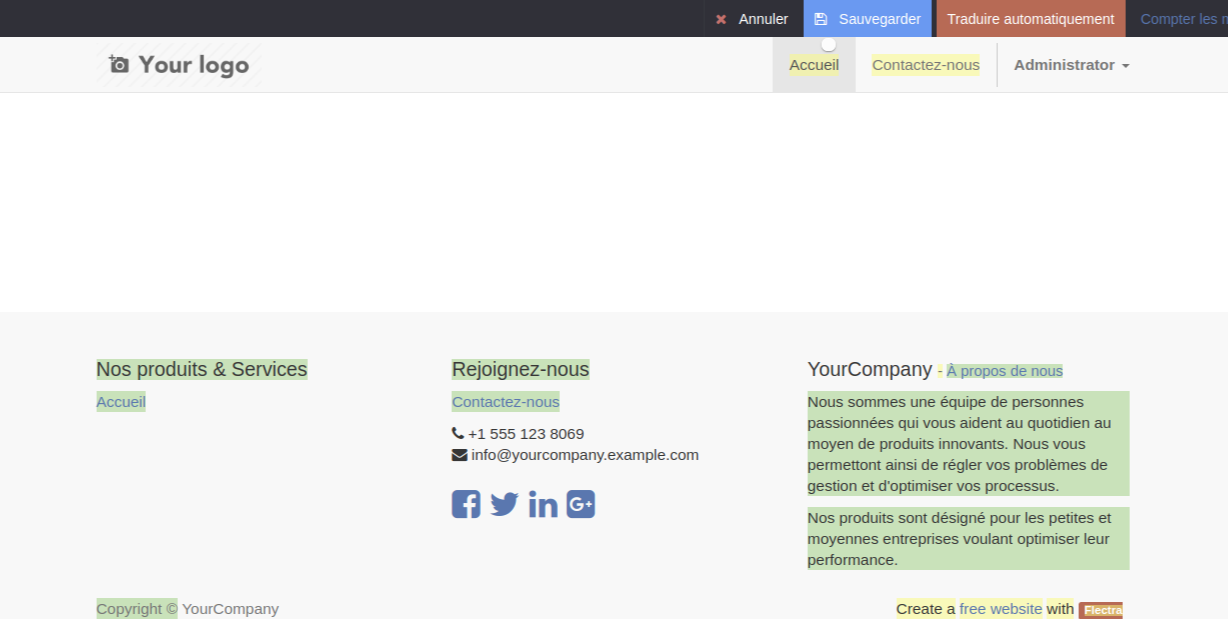 Annuler Sauvegarder Traduire automatiquement Compter les
Your logo Accueil Contactez-nous Administrator
Nos produits & Services
Accueil
Rejoignez-nous
Contactez-nous
+1 555 123 8069
info@yourcompany.example.com
YourCompany - À propos de nous
Nous sommes une équipe de personnes
passionnées qui vous aident au quotidien au
moyen de produits innovants. Nous vous
permettont ainsi de régler vos problèmes de
gestion et d'optimiser vos processus.
Nos produits sont désigné pour les petites et
moyennes entreprises voulant optimiser leur
performance.
Copyright © YourCompany
Create a free website with Flectra